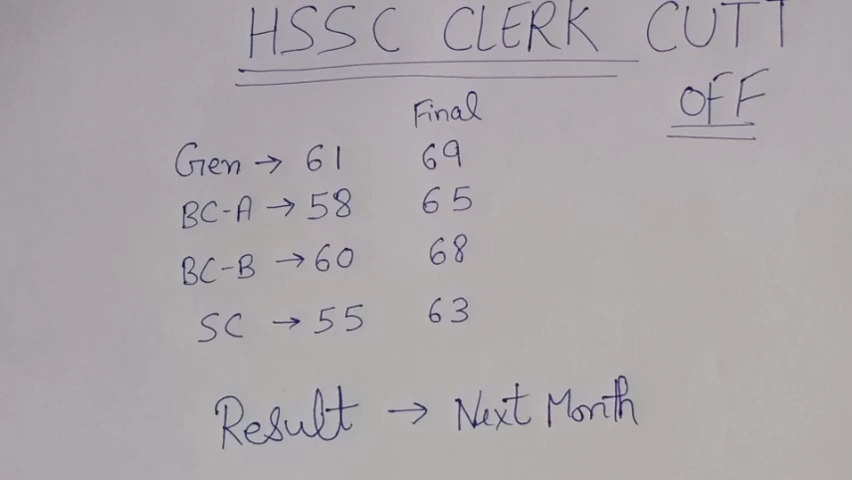 HSSC CLERK CUTT
OFF
Final
Gen → 61 69
BC-A → 58 65
BC-B → 60 68
SC → 55 63
Result → Next Month